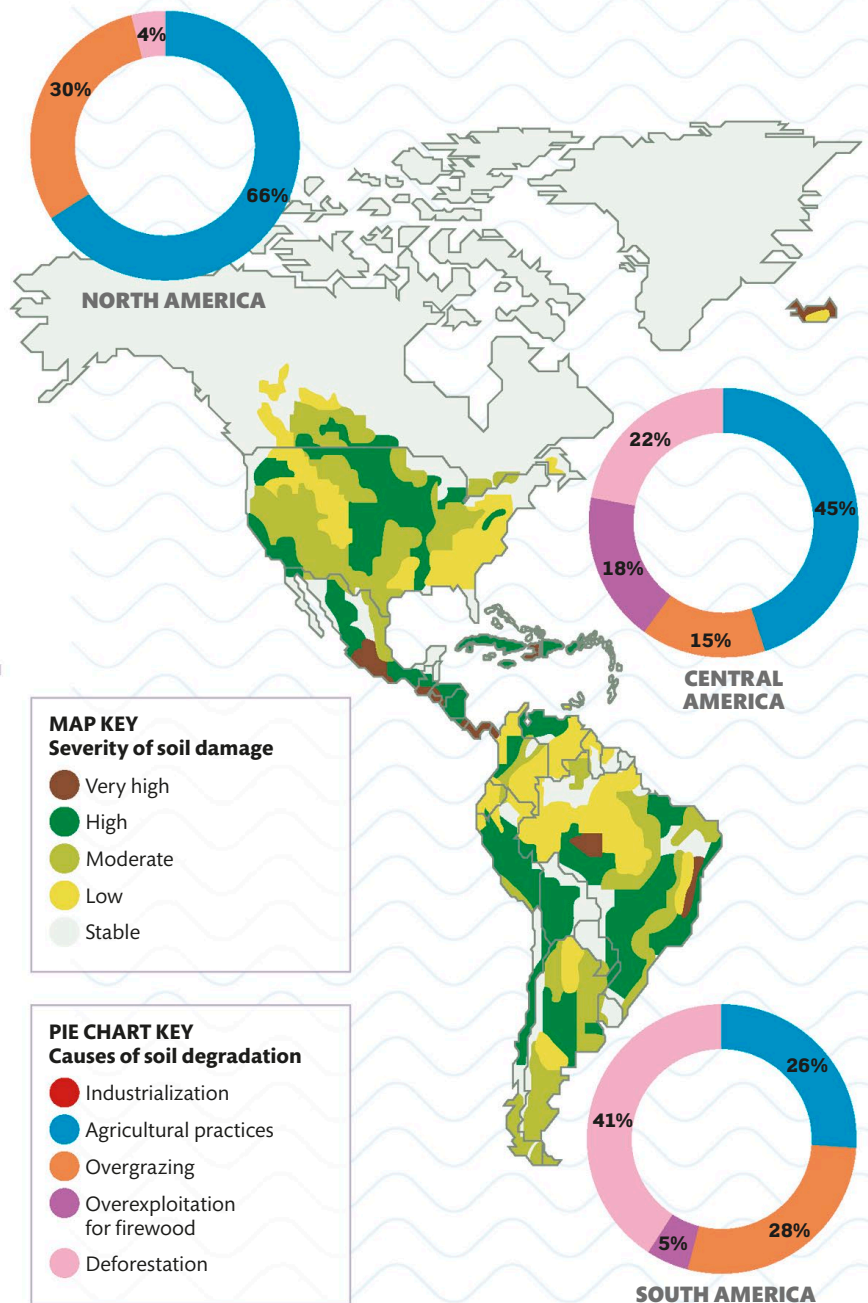 4%
30%
66%
NORTH AMERICA
22%
45%
18%
15%
CENTRAL
AMERICA
MAP KEY
Severity of soil damage
Very high
High
Moderate
Low
Stable
PIE CHART KEY
Causes of soil degradation
Industrialization
Agricultural practices
Overgrazing
Overexploitation
for firewood
Deforestation
26%
41%
28%
5%
SOUTH AMERICA